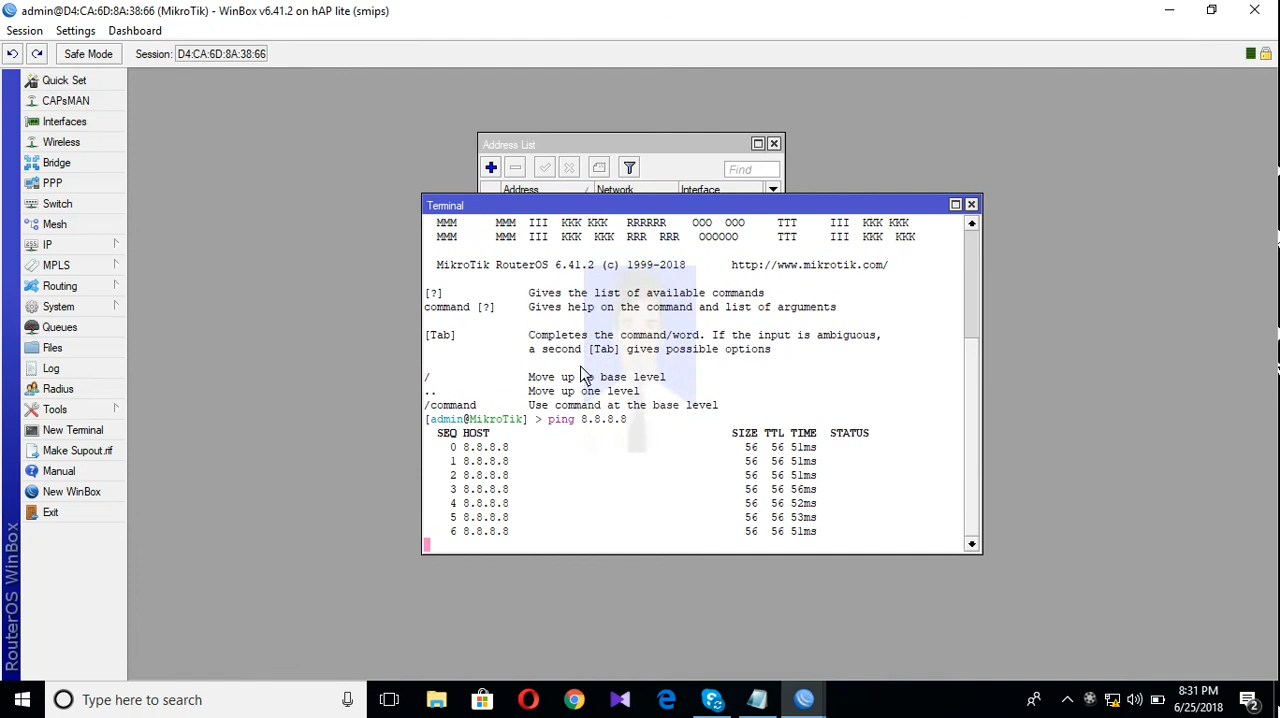 admin@D4:CA:6D:8A:38:66 (MikroTik) - WinBox v6.41.2 on hAP lite (smips)
Session Settings Dashboard
Safe Mode Session: D4:CA:6D:8A:38:66
Quick Set
CAPsMAN
Interfaces
Wireless
Bridge
PPP
Switch
Mesh
IP
MPLS
Routing
System
Queues
Files
Log
Radius
Tools
New Terminal
Make Supout.rif
Manual
New WinBox
Exit
RouterOS WinBox
Address List
Find
Address / Network Interface
Terminal
MMM MMM III KKK KKK RRRRRR OOO OOO TTT III KKK KKK
MMM MMM III KKK KKK RRR RRR OOOOOO TTT III KKK KKK
MikroTik RouterOS 6.41.2 (c) 1999-2018 http://www.mikrotik.com/
[?] Gives the list of available commands
command [?] Gives help on the command and list of arguments
[Tab] Completes the command/word. If the input is ambiguous,
a second [Tab] gives possible options
/ Move up to base level
.. Move up one level
/command Use command at the base level
[admin@MikroTik] > ping 8.8.8.8
SEQ HOST SIZE TTL TIME STATUS
0 8.8.8.8 56 56 51ms
1 8.8.8.8 56 56 51ms
2 8.8.8.8 56 56 51ms
3 8.8.8.8 56 56 56ms
4 8.8.8.8 56 56 52ms
5 8.8.8.8 56 56 53ms
6 8.8.8.8 56 56 51ms
Type here to search
8:31 PM
6/25/2018
2